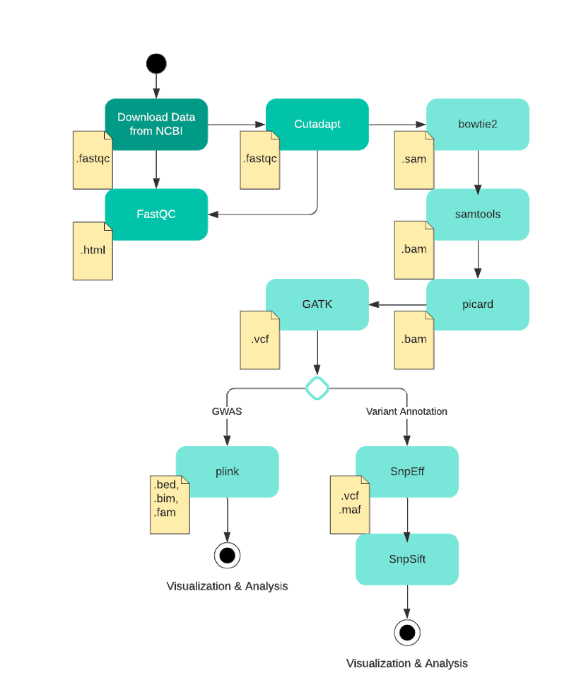 Download Data
from NCBI
Cutadapt
bowtie2
.fastqc
.fastqc
.sam
FastQC
samtools
.html
.bam
GATK
picard
.vcf
.bam
GWAS
Variant Annotation
plink
SnpEff
.bed,
.bim,
.fam
.vcf
.maf
SnpSift
Visualization & Analysis
Visualization & Analysis